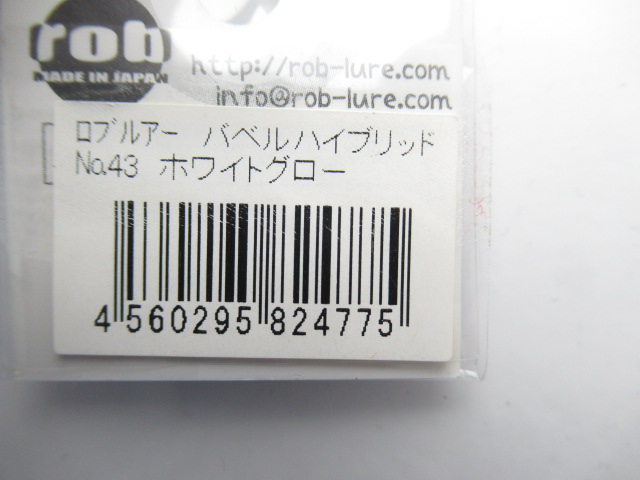 rob
MADE IN JAPAN
http://rob-lure.com
info@rob-lure.com
ロブルアー バベルハイブリッド
No.43 ホワイトグロー
4 560295 824775